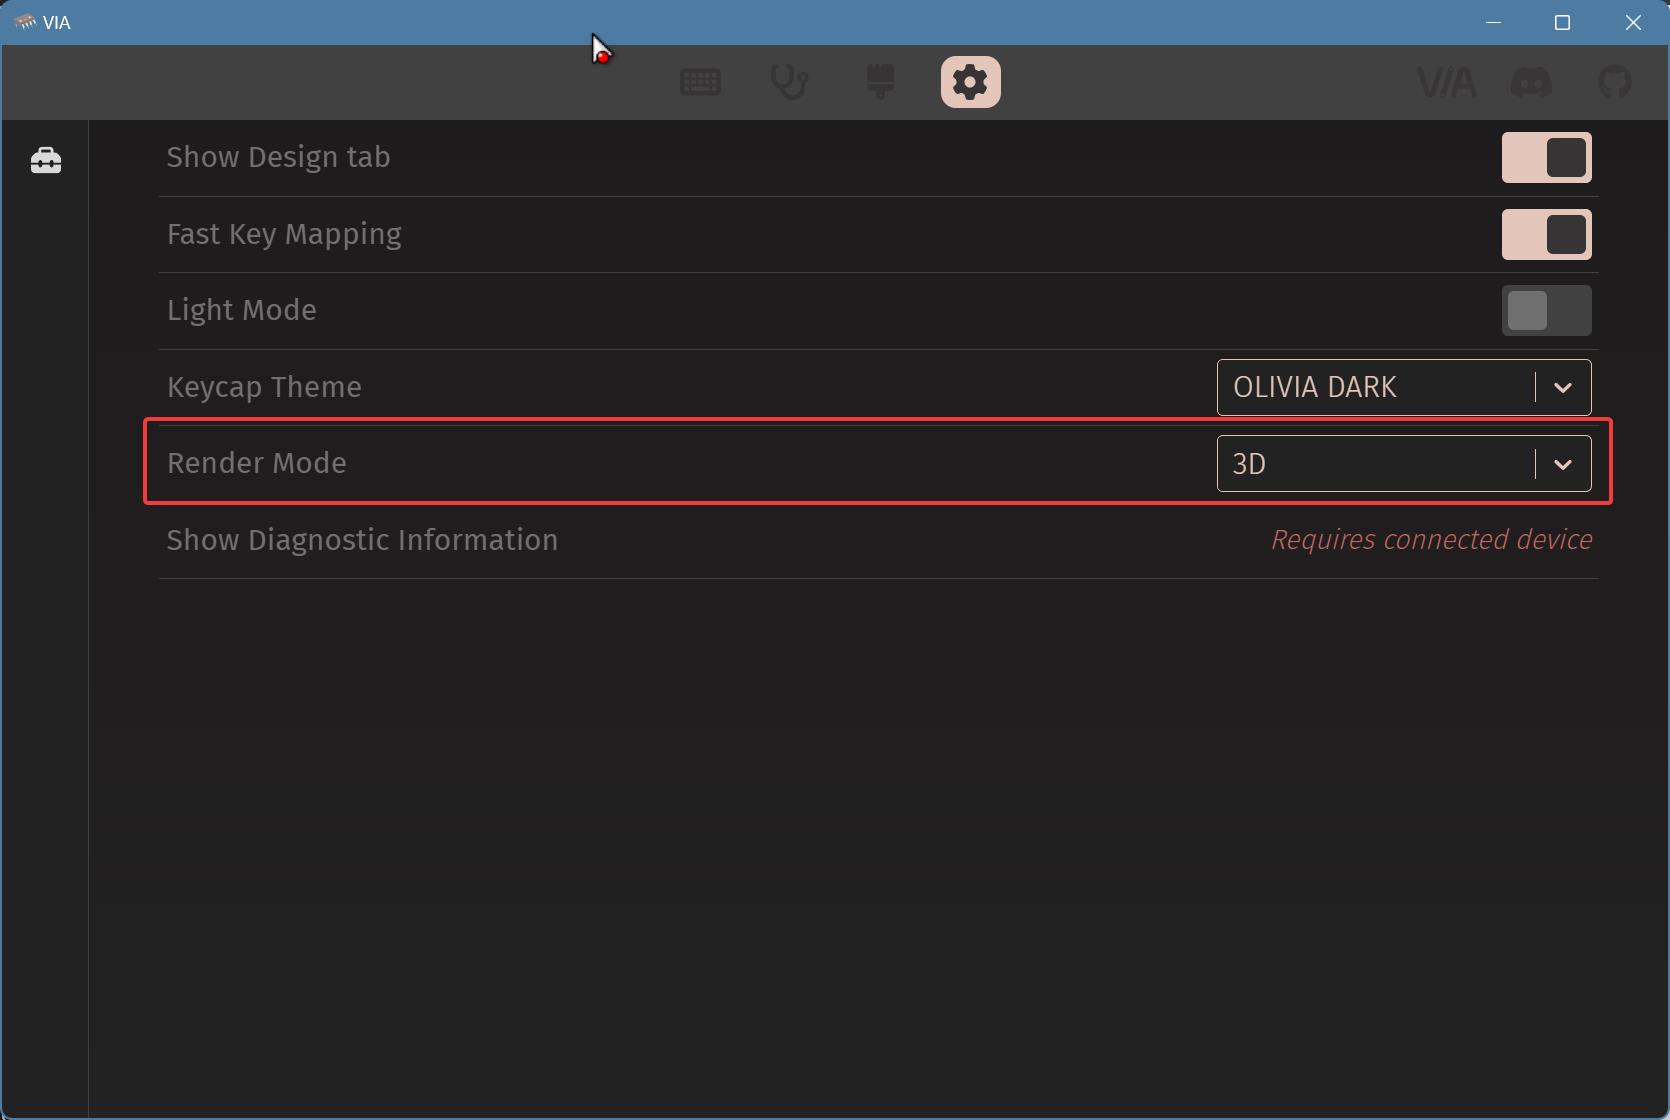 VIA
VIA
Show Design tab
Fast Key Mapping
Light Mode
Keycap Theme
OLIVIA DARK
Render Mode
3D
Show Diagnostic Information
Requires connected device